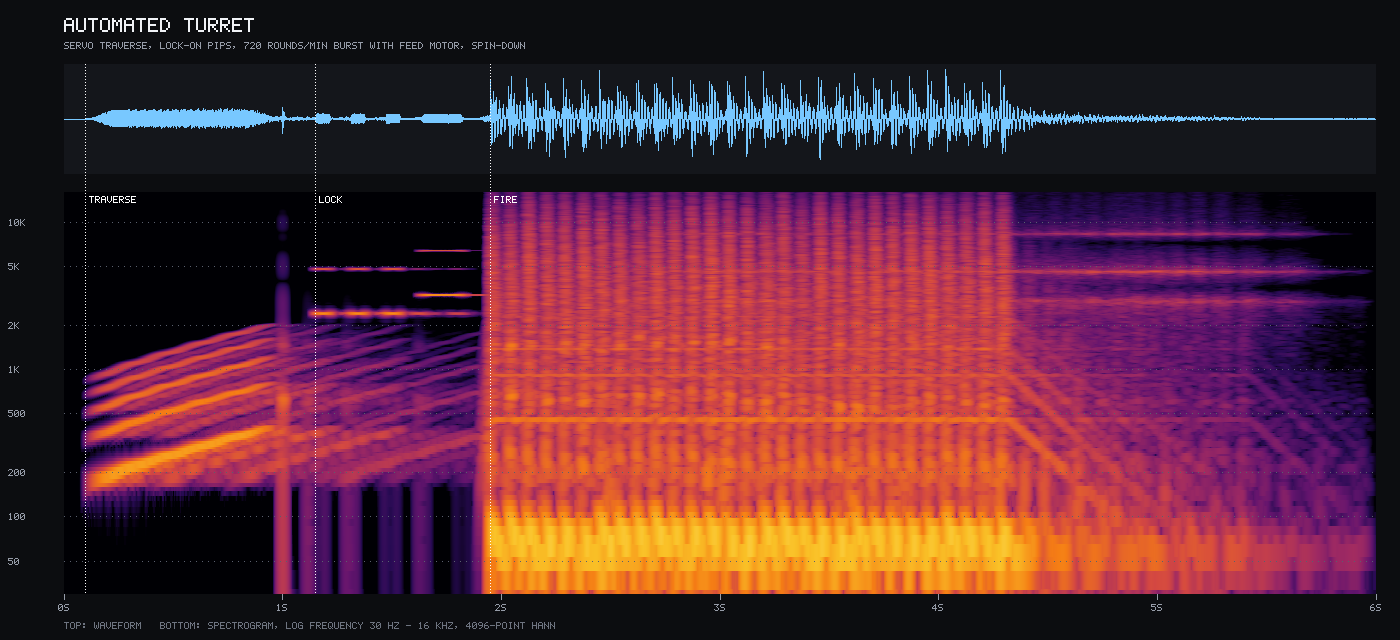 AUTOMATED TURRET
SERVO TRAVERSE, LOCK-ON PIPS, 720 ROUNDS/MIN BURST WITH FEED MOTOR, SPIN-DOWN
TRAVERSE LOCK FIRE
10K
5K
2K
1K
500
200
100
50
0S 1S 2S 3S 4S 5S 6S
TOP: WAVEFORM BOTTOM: SPECTROGRAM, LOG FREQUENCY 30 HZ - 16 KHZ, 4096-POINT HANN